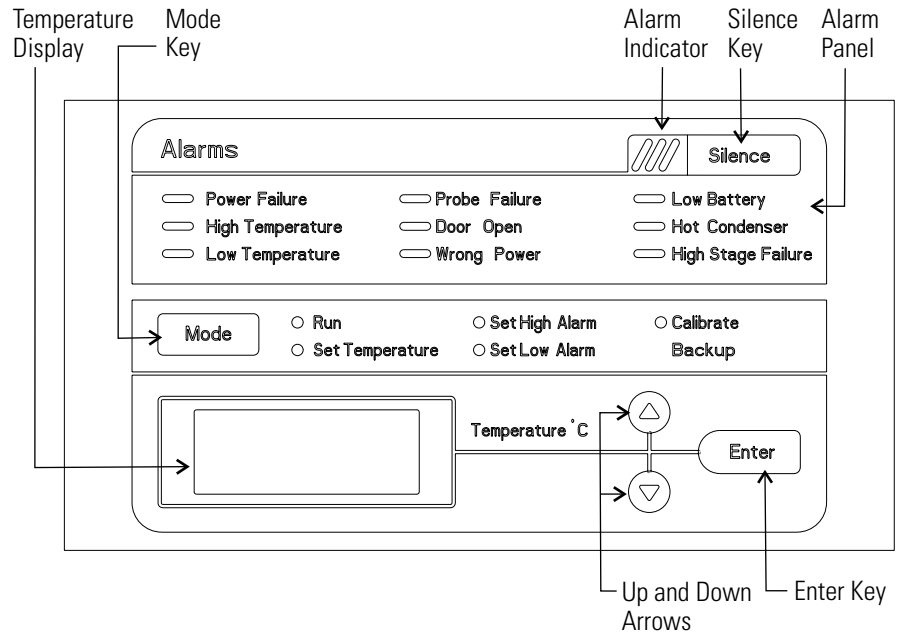 Temperature Display
Mode Key
Alarm Indicator
Silence Key
Alarm Panel
Alarms
Silence
Power Failure
Probe Failure
Low Battery
High Temperature
Door Open
Hot Condenser
Low Temperature
Wrong Power
High Stage Failure
Mode
Run
Set High Alarm
Calibrate
Set Temperature
Set Low Alarm
Backup
Temperature °C
Enter
Up and Down Arrows
Enter Key